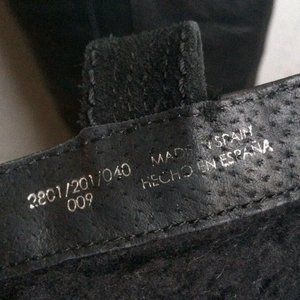 2801/201/040
009
MADE IN SPAIN
HECHO EN ESPAÑA